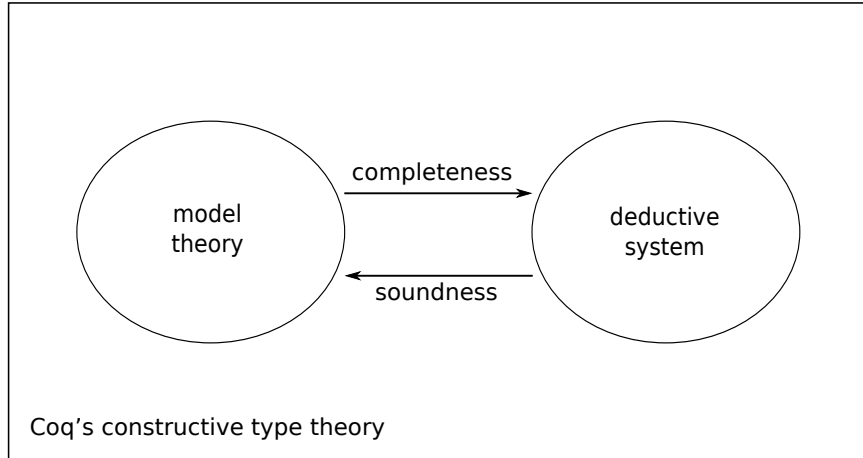 completeness
model
theory
deductive
system
soundness
Coq’s constructive type theory